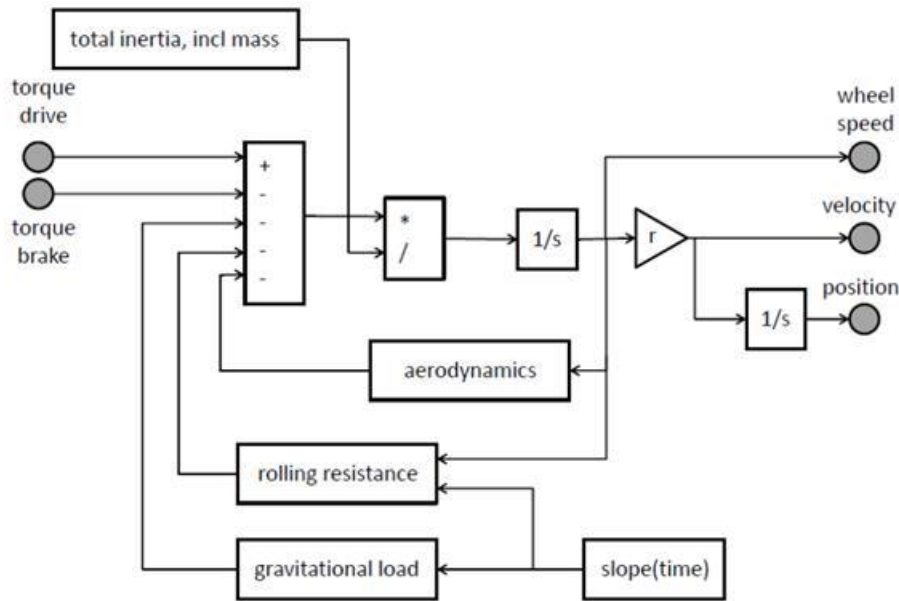 total inertia, incl mass
torque
drive
wheel
speed
+
-
-
-
-
torque
brake
*
/
1/s
r
velocity
position
1/s
aerodynamics
rolling resistance
gravitational load
slope(time)